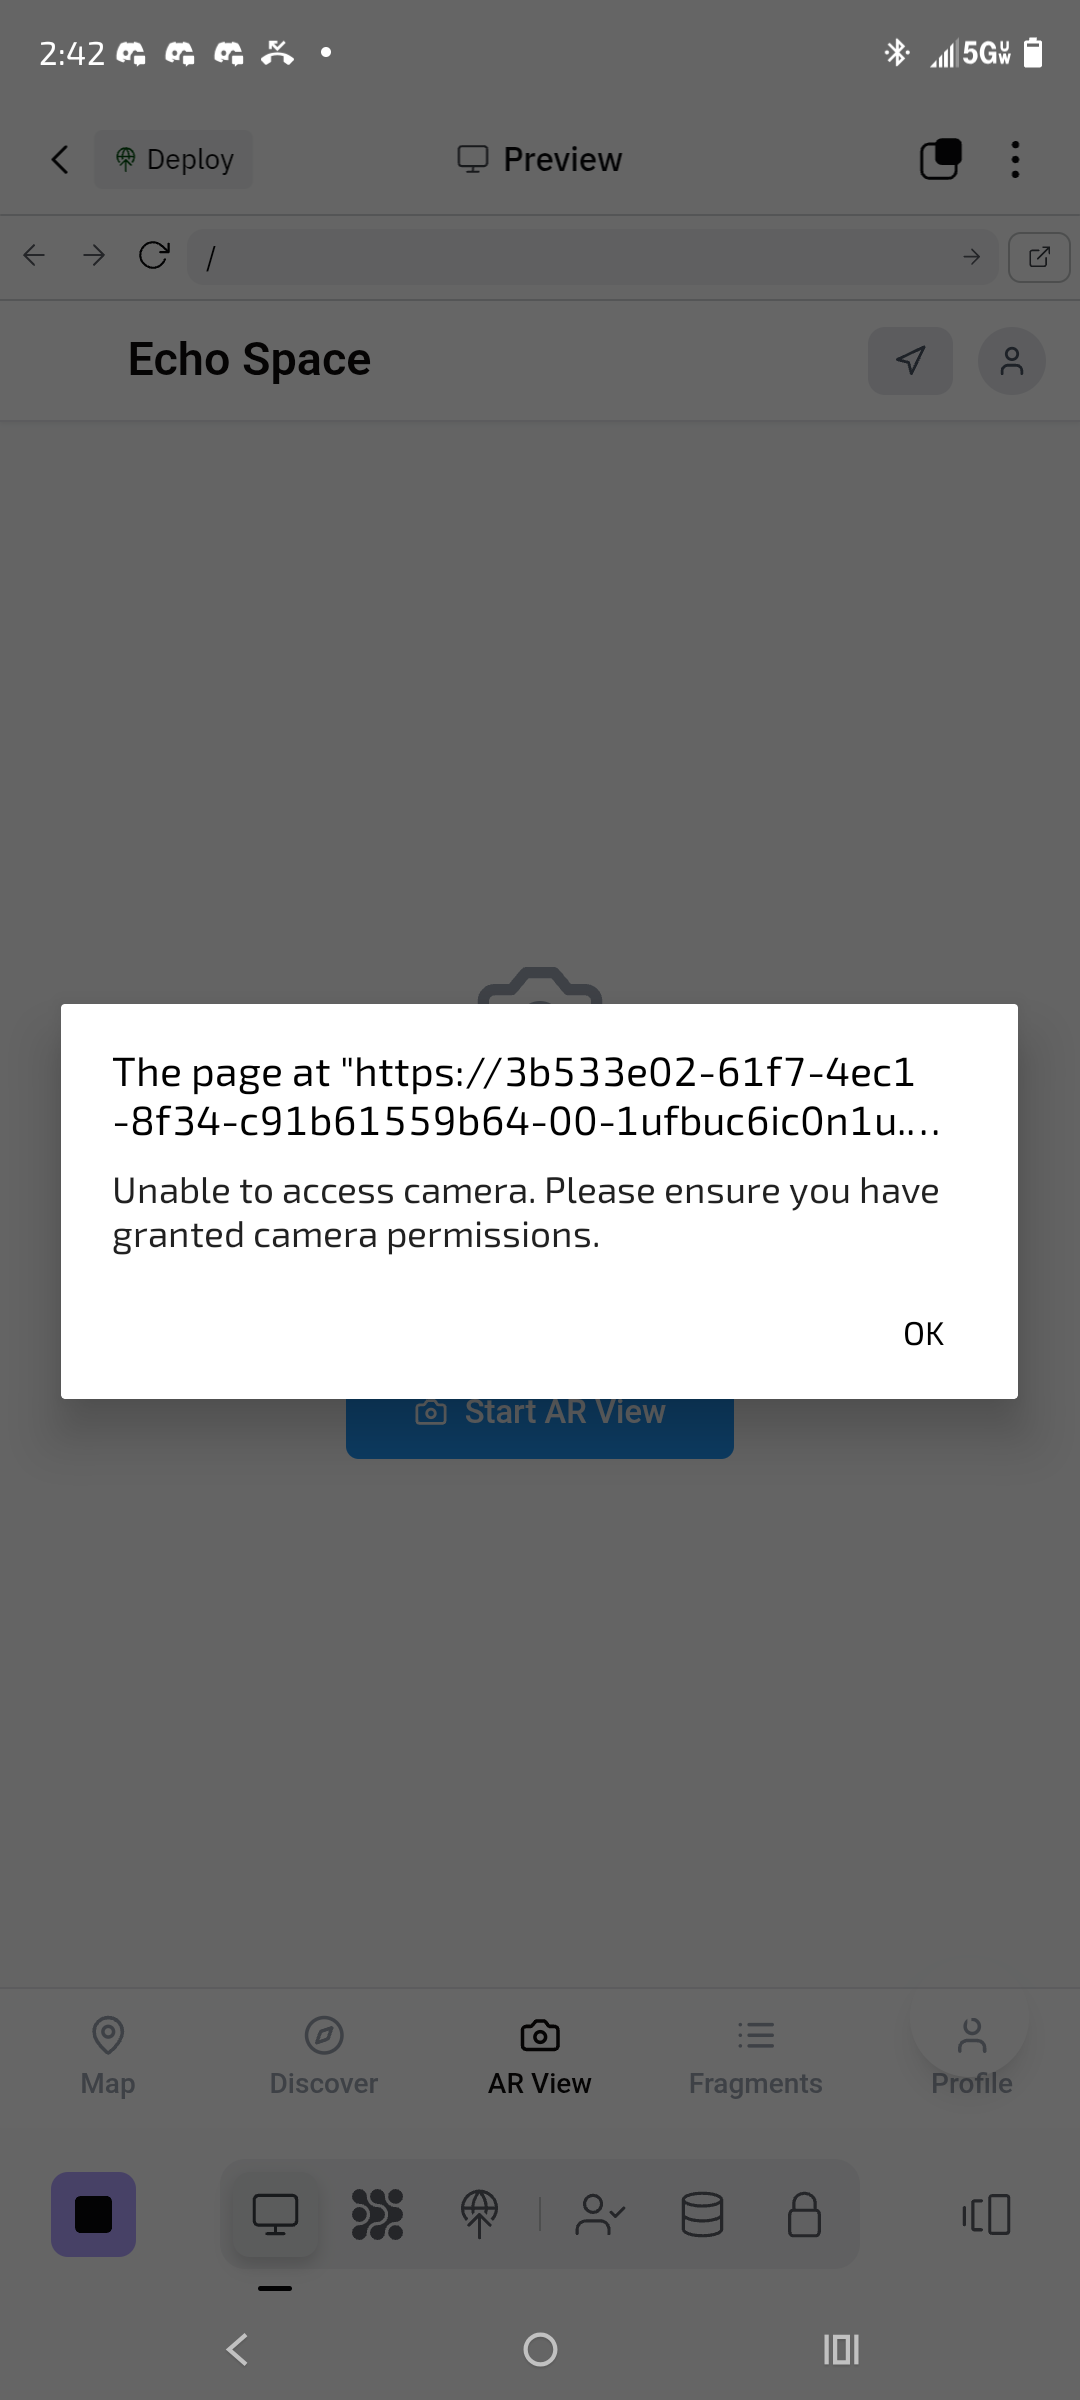 2:42
5G UW
Deploy
Preview
/
Echo Space
The page at "https://3b533e02-61f7-4ec1
-8f34-c91b61559b64-00-1ufbuc6ic0n1u....
Unable to access camera. Please ensure you have
granted camera permissions.
OK
Start AR View
Map
Discover
AR View
Fragments
Profile